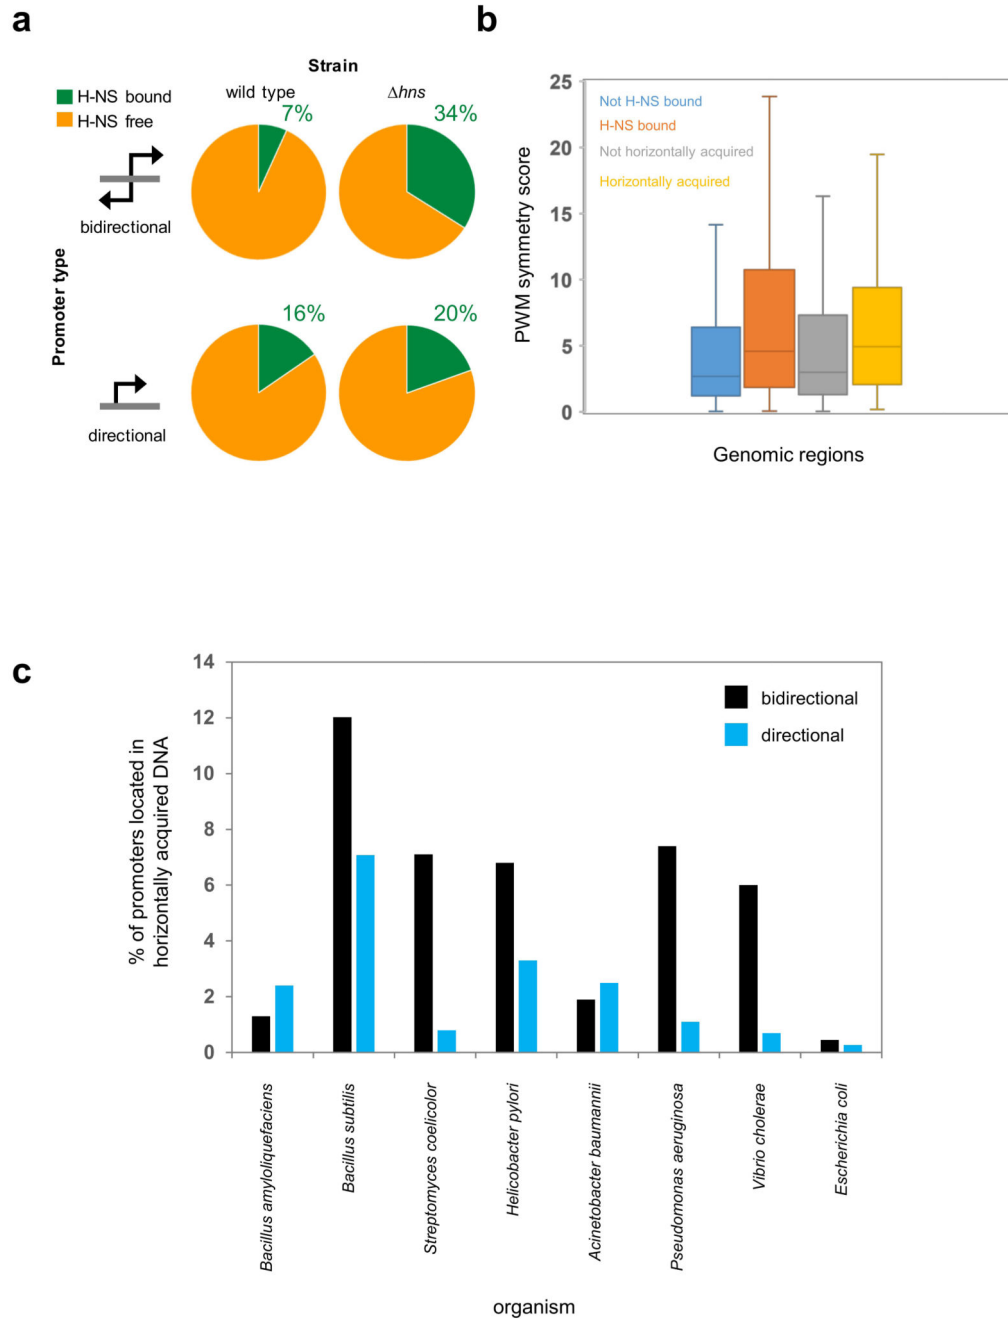 a
Strain
H-NS bound
H-NS free
wild type
Δhns
7%
34%
bidirectional
Promoter type
16%
20%
directional
b
25
20
15
10
5
0
PWM symmetry score
Not H-NS bound
H-NS bound
Not horizontally acquired
Horizontally acquired
Genomic regions
c
14
12
10
8
6
4
2
0
% of promoters located in
horizontally acquired DNA
bidirectional
directional
Bacillus amyloliquefaciens
Bacillus subtilis
Streptomyces coelicolor
Helicobacter pylori
Acinetobacter baumannii
Pseudomonas aeruginosa
Vibrio cholerae
Escherichia coli
organism